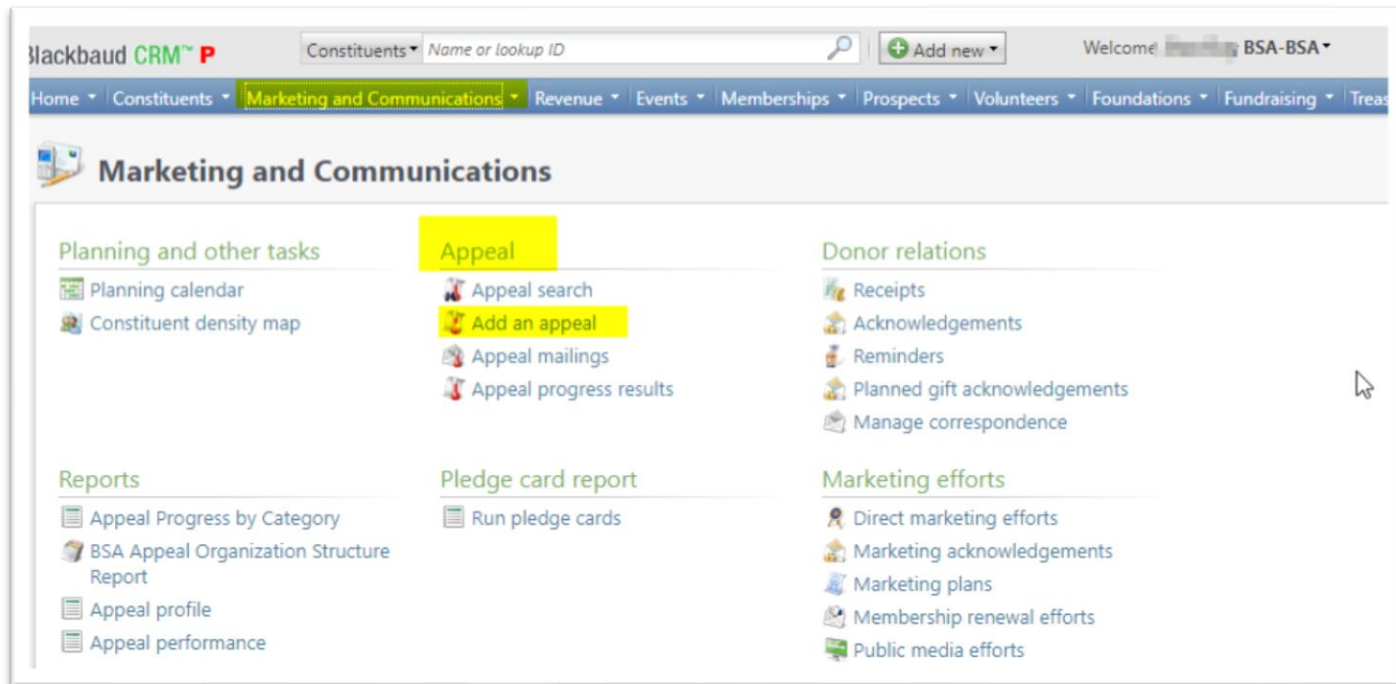 Blackbaud CRM™ P
Constituents Name or lookup ID
Add new
Welcome BSA-BSA
Home Constituents Marketing and Communications Revenue Events Memberships Prospects Volunteers Foundations Fundraising Treas
Marketing and Communications
Planning and other tasks
Planning calendar
Constituent density map
Appeal
Appeal search
Add an appeal
Appeal mailings
Appeal progress results
Donor relations
Receipts
Acknowledgements
Reminders
Planned gift acknowledgements
Manage correspondence
Reports
Appeal Progress by Category
BSA Appeal Organization Structure
Report
Appeal profile
Appeal performance
Pledge card report
Run pledge cards
Marketing efforts
Direct marketing efforts
Marketing acknowledgements
Marketing plans
Membership renewal efforts
Public media efforts